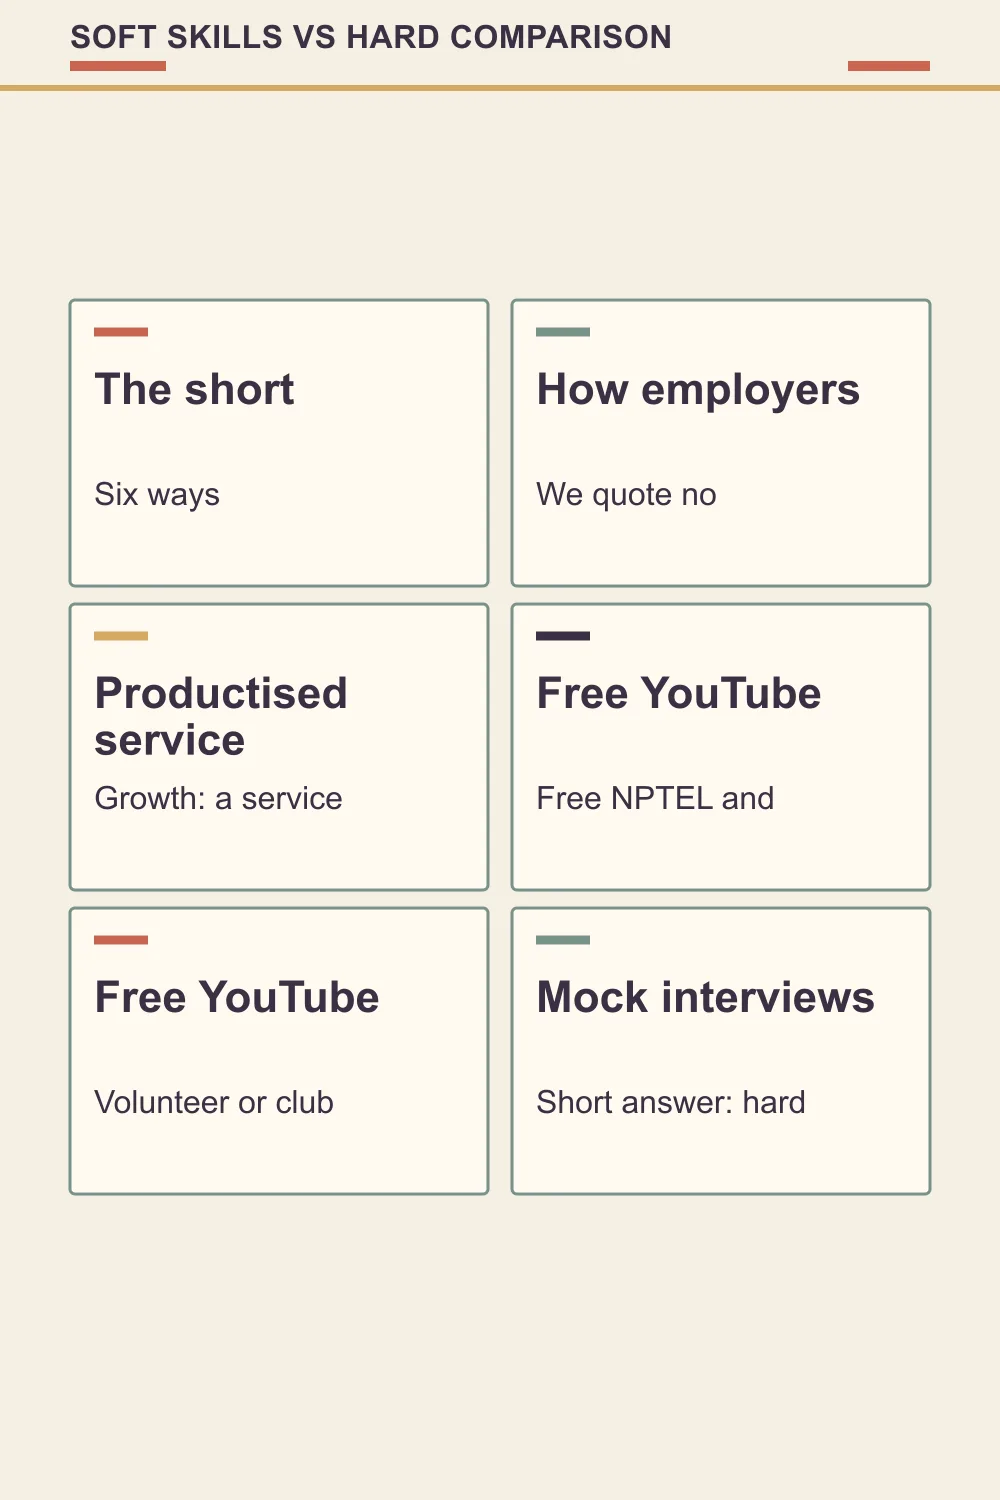 SOFT SKILLS VS HARD COMPARISON
The short
Six ways
How employers
We quote no
Productised
service
Growth: a service
Free YouTube
Free NPTEL and
Free YouTube
Volunteer or club
Mock interviews
Short answer: hard